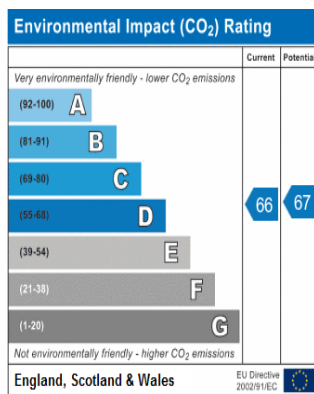 Environmental Impact (CO₂) Rating
Current Potential
Very environmentally friendly - lower CO₂ emissions
(92-100) A
(81-91) B
(69-80) C
(55-68) D
66 67
(39-54) E
(21-38) F
(1-20) G
Not environmentally friendly - higher CO₂ emissions
England, Scotland & Wales
EU Directive
2002/91/EC